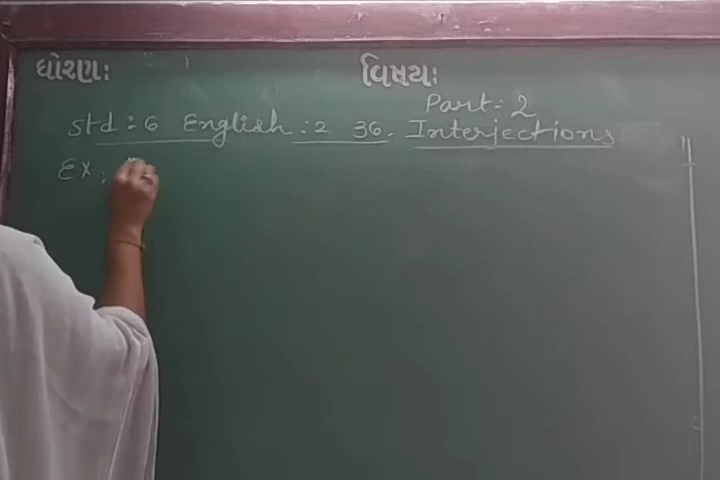 ધોરણ: વિષય:
Part:- 2
Std:- 6 English : 2 36. Interjections
Ex :